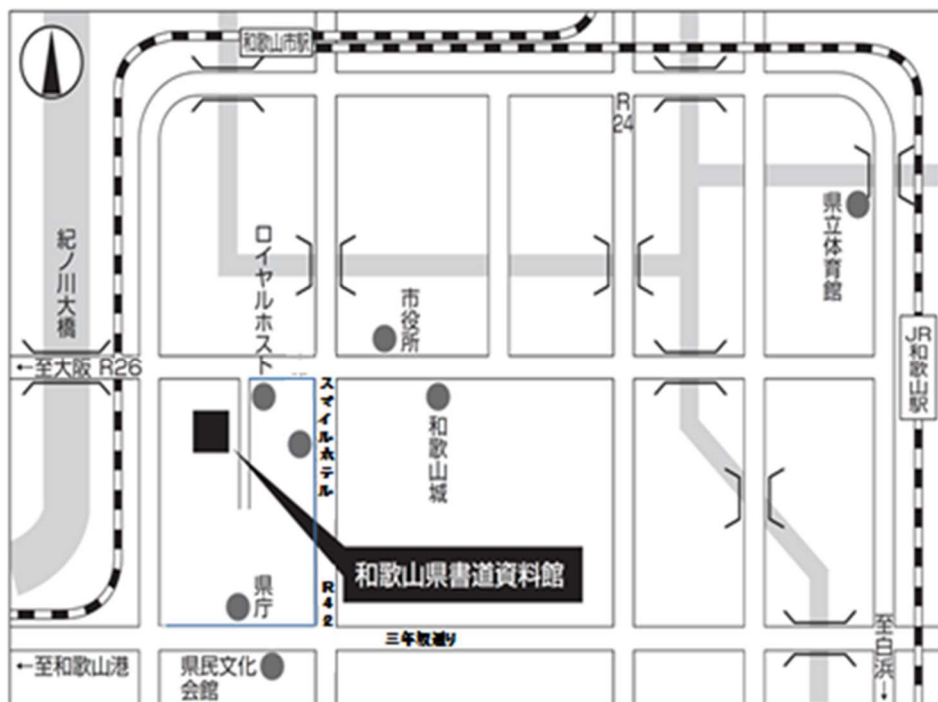 和歌山市駅
R
24
県立体育館
紀ノ川大橋
ロイヤルホスト
市役所
JR和歌山駅
←至大阪 R26
スマイルホテル
和歌山城
和歌山県書道資料館
県庁
R42
三年坂通り
←至和歌山港
県民文化
会館
至白浜→